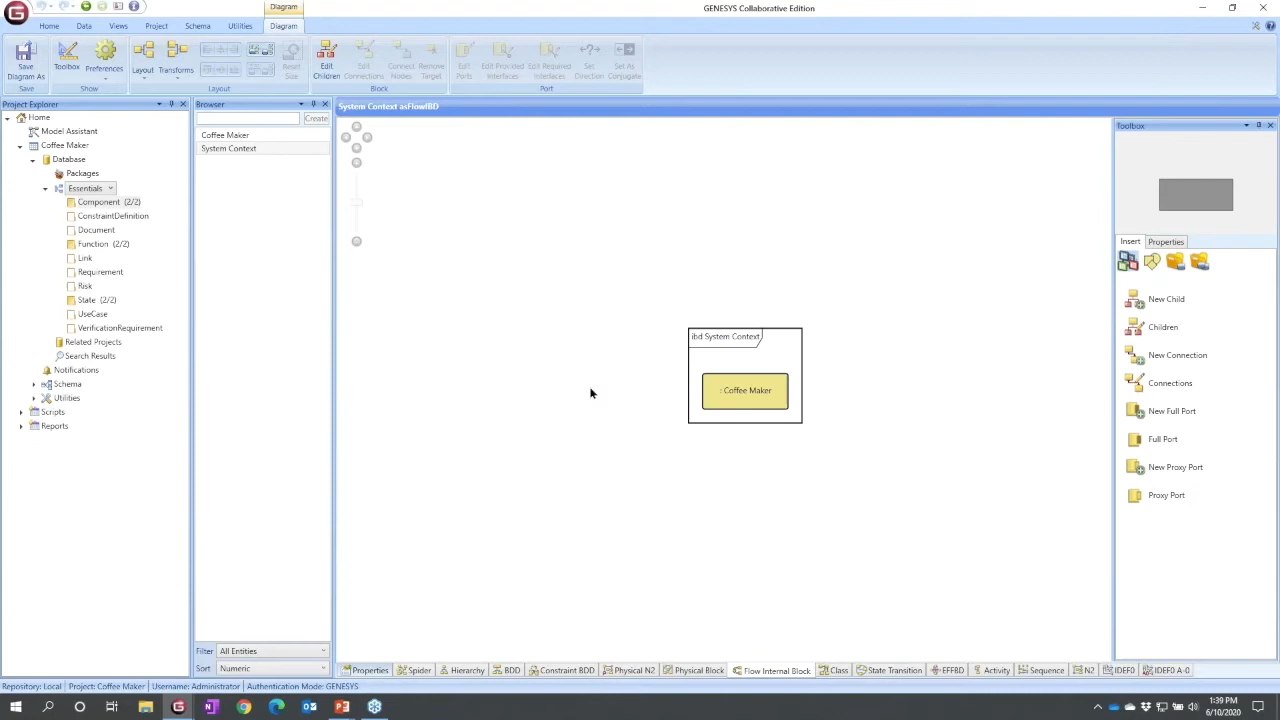 Diagram
GENESYS Collaborative Edition
Home
Data
Views
Project
Schema
Utilities
Diagram
Save
Diagram As
Toolbox
Preferences
Layout
Transforms
Reset
Size
Edit
Children
Edit
Connections
Connect
Nodes
Remove
Target
Edit
Ports
Edit Provided
Interfaces
Edit Required
Interfaces
Set
Direction
Set As
Conjugate
Save
Show
Layout
Block
Port
Project Explorer
Home
Model Assistant
Coffee Maker
Database
Packages
Essentials
Component (2/2)
ConstraintDefinition
Document
Function (2/2)
Link
Requirement
Risk
State (2/2)
UseCase
VerificationRequirement
Related Projects
Search Results
Notifications
Schema
Utilities
Scripts
Reports
Browser
Create
Coffee Maker
System Context
Filter
All Entities
Sort
Numeric
System Context asFlowIBD
ibd System Context
: Coffee Maker
Toolbox
Insert
Properties
New Child
Children
New Connection
Connections
New Full Port
Full Port
New Proxy Port
Proxy Port
Properties
Spider
Hierarchy
BDD
Constraint BDD
Physical N2
Physical Block
Flow Internal Block
Class
State Transition
EFFBD
Activity
Sequence
N2
IDEF0
IDEF0 A-0
Repository: Local
Project: Coffee Maker
Username: Administrator
Authentication Mode: GENESYS
1:39 PM
6/10/2020